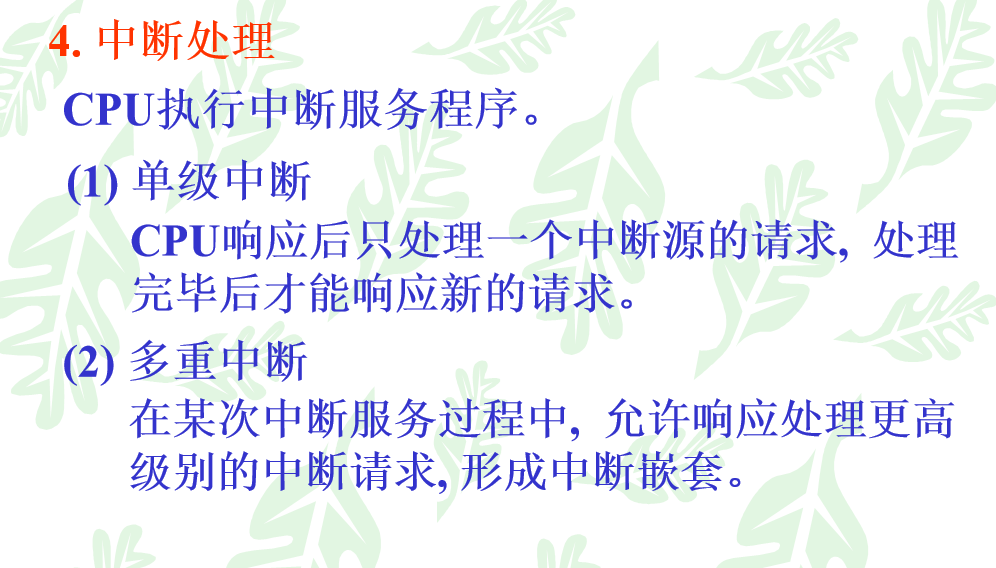 4. 中断处理
CPU执行中断服务程序。
(1) 单级中断
CPU响应后只处理一个中断源的请求, 处理
完毕后才能响应新的请求。
(2) 多重中断
在某次中断服务过程中, 允许响应处理更高
级别的中断请求, 形成中断嵌套。